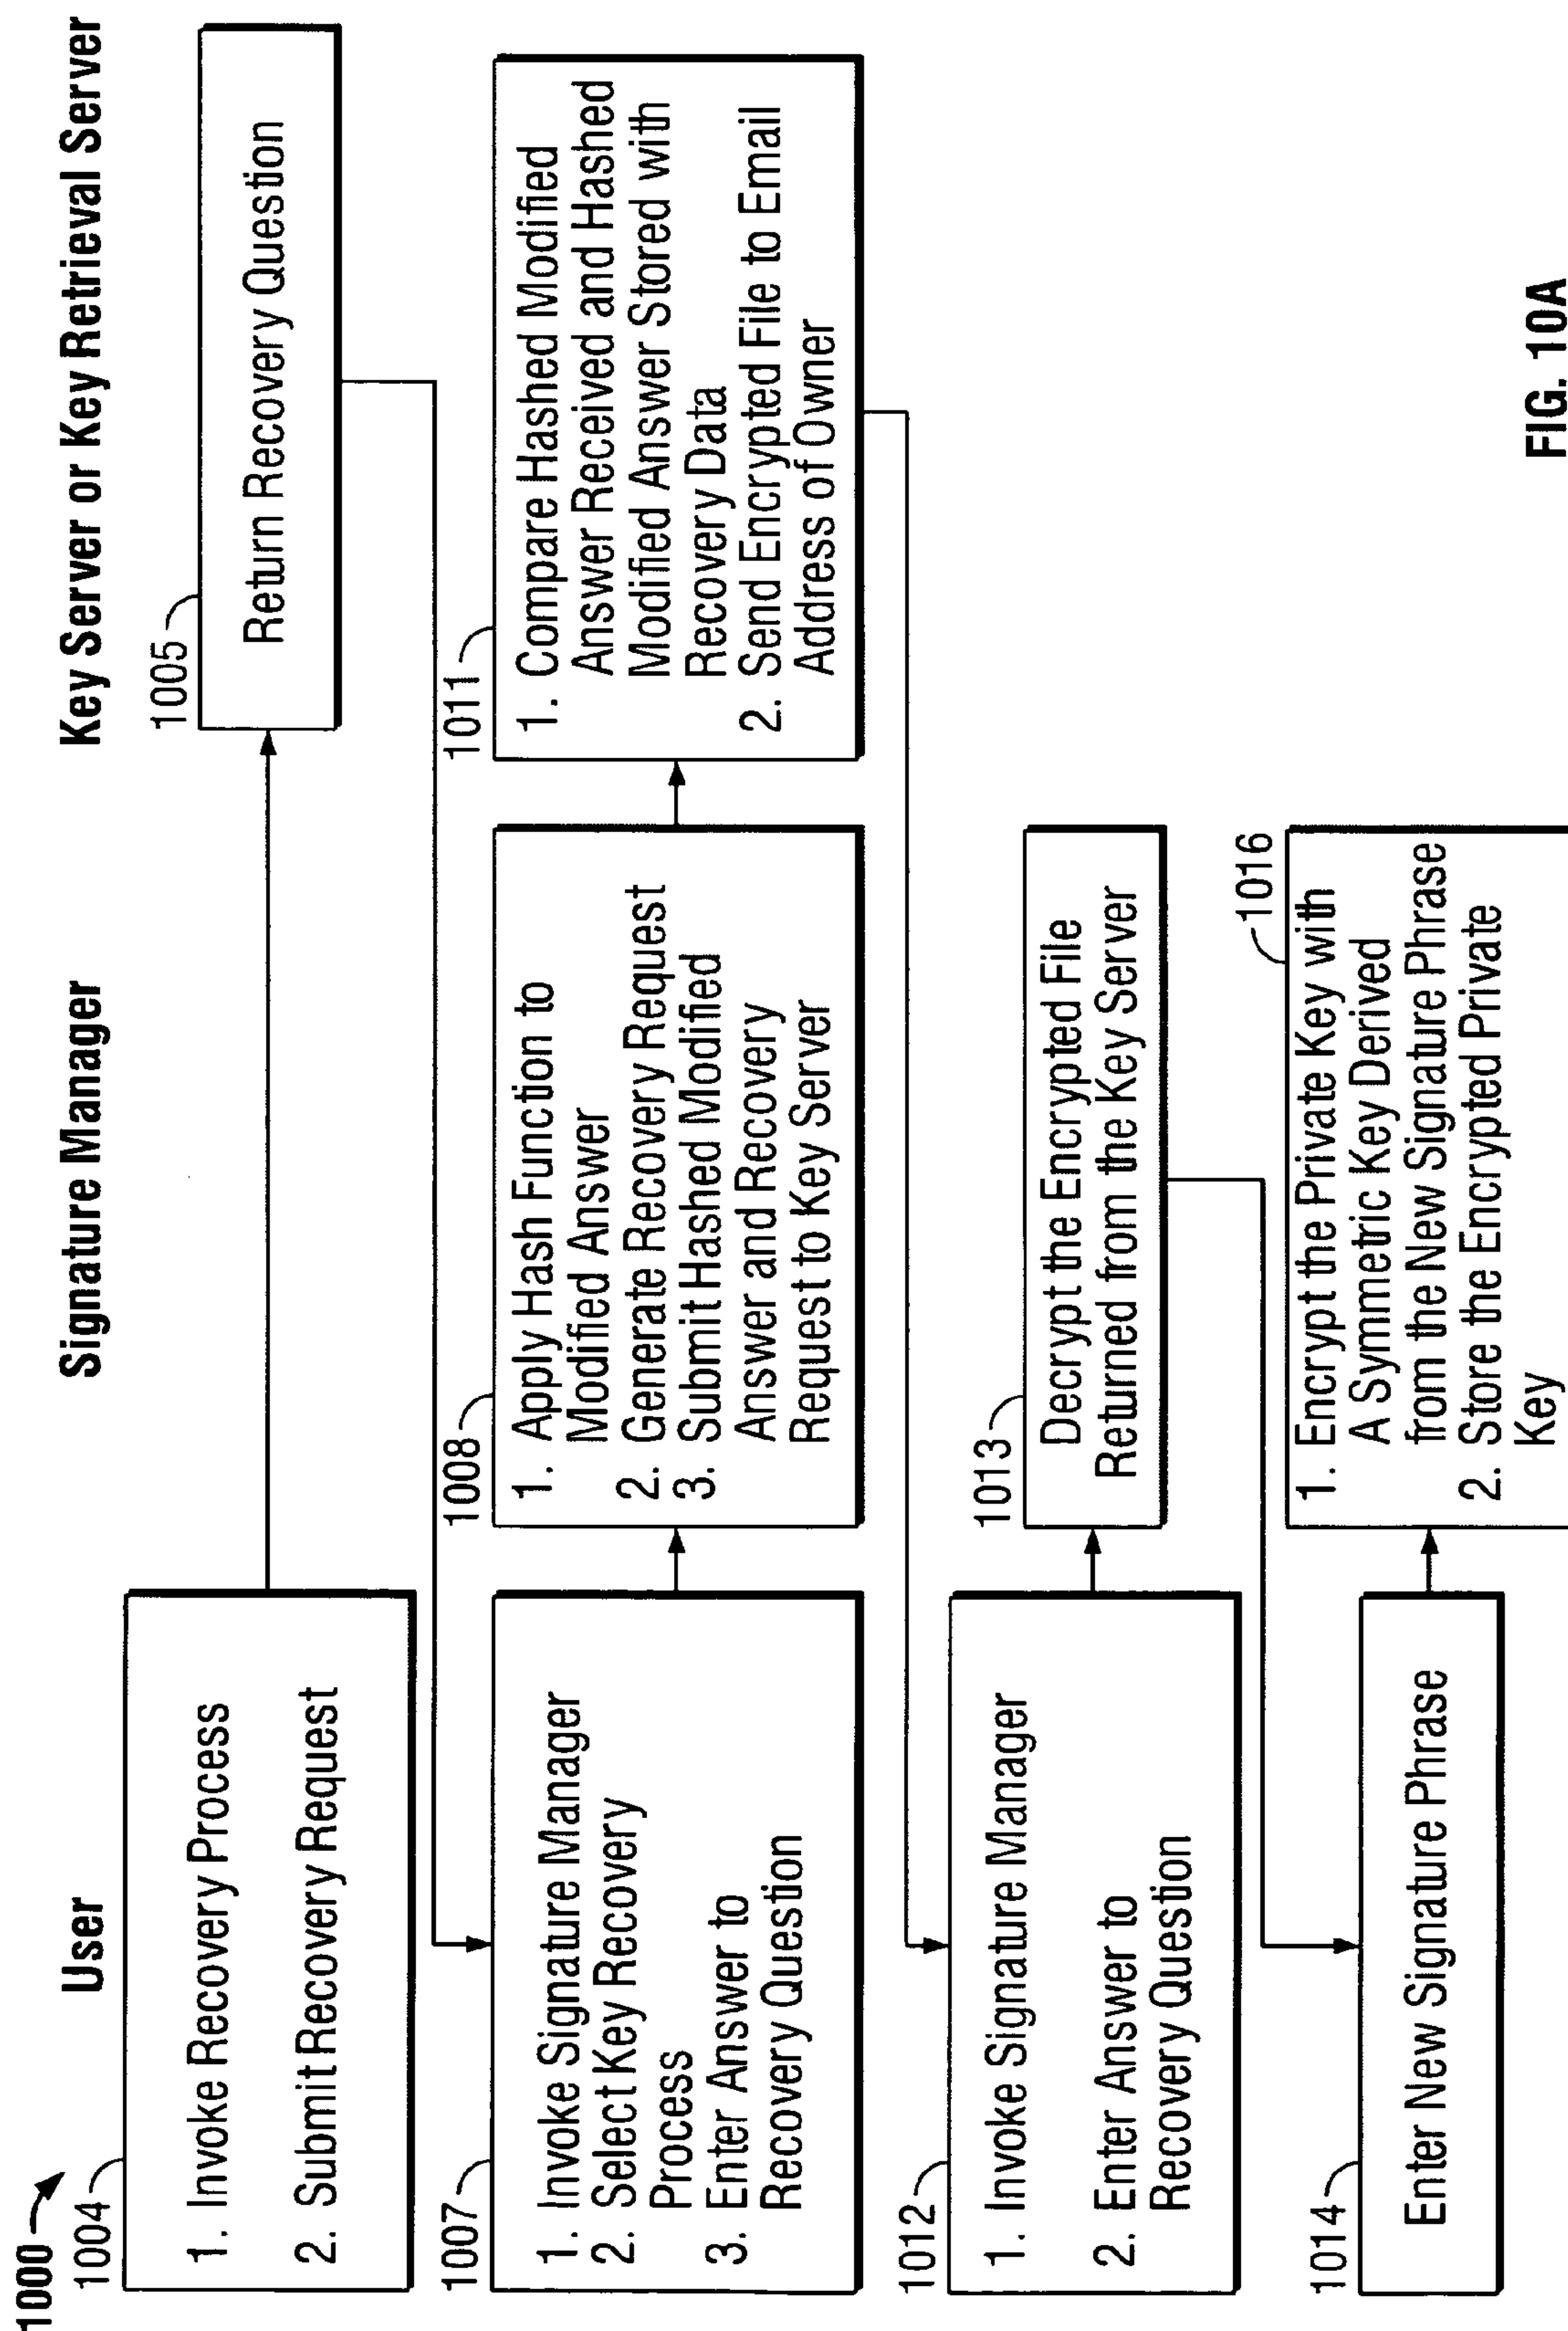 1000
User
Signature Manager
Key Server or Key Retrieval Server
1004
1. Invoke Recovery Process
2. Submit Recovery Request
1005
Return Recovery Question
1007
1. Invoke Signature Manager
2. Select Key Recovery
Process
3. Enter Answer to
Recovery Question
1008
1. Apply Hash Function to
Modified Answer
2. Generate Recovery Request
3. Submit Hashed Modified
Answer and Recovery
Request to Key Server
1011
1. Compare Hashed Modified
Answer Received and Hashed
Modified Answer Stored with
Recovery Data
2. Send Encrypted File to Email
Address of Owner
1012
1. Invoke Signature Manager
2. Enter Answer to
Recovery Question
1013
Decrypt the Encrypted File
Returned from the Key Server
1014
Enter New Signature Phrase
1016
1. Encrypt the Private Key with
A Symmetric Key Derived
from the New Signature Phrase
2. Store the Encrypted Private
Key
FIG. 10A